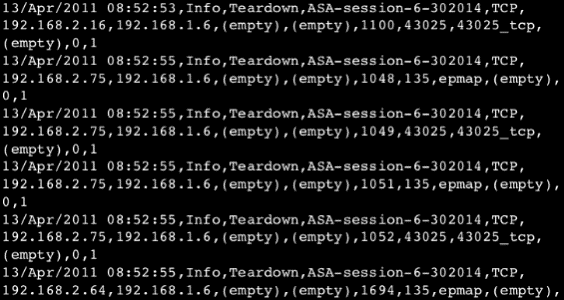 13/Apr/2011 08:52:53,Info,Teardown,ASA-session-6-302014,TCP,
192.168.2.16,192.168.1.6,(empty),(empty),1100,43025,43025_tcp,
(empty),0,1
13/Apr/2011 08:52:55,Info,Teardown,ASA-session-6-302014,TCP,
192.168.2.75,192.168.1.6,(empty),(empty),1048,135,epmap,(empty),
0,1
13/Apr/2011 08:52:55,Info,Teardown,ASA-session-6-302014,TCP,
192.168.2.75,192.168.1.6,(empty),(empty),1049,43025,43025_tcp,
(empty),0,1
13/Apr/2011 08:52:55,Info,Teardown,ASA-session-6-302014,TCP,
192.168.2.75,192.168.1.6,(empty),(empty),1051,135,epmap,(empty),
0,1
13/Apr/2011 08:52:55,Info,Teardown,ASA-session-6-302014,TCP,
192.168.2.75,192.168.1.6,(empty),(empty),1052,43025,43025_tcp,
(empty),0,1
13/Apr/2011 08:52:55,Info,Teardown,ASA-session-6-302014,TCP,
192.168.2.64,192.168.1.6,(empty),(empty),1694,135,epmap,(empty),